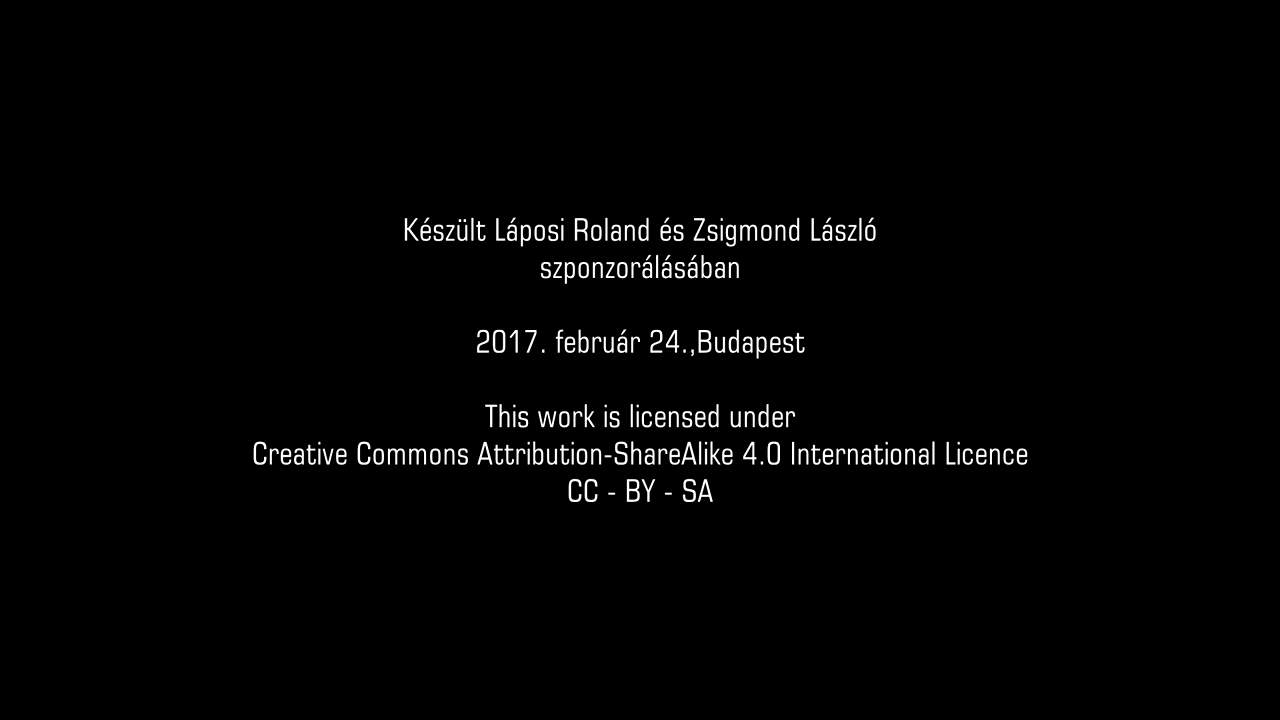 Készült Láposi Roland és Zsigmond László
szponzorálásában
2017. február 24.,Budapest
This work is licensed under
Creative Commons Attribution-ShareAlike 4.0 International Licence
CC - BY - SA